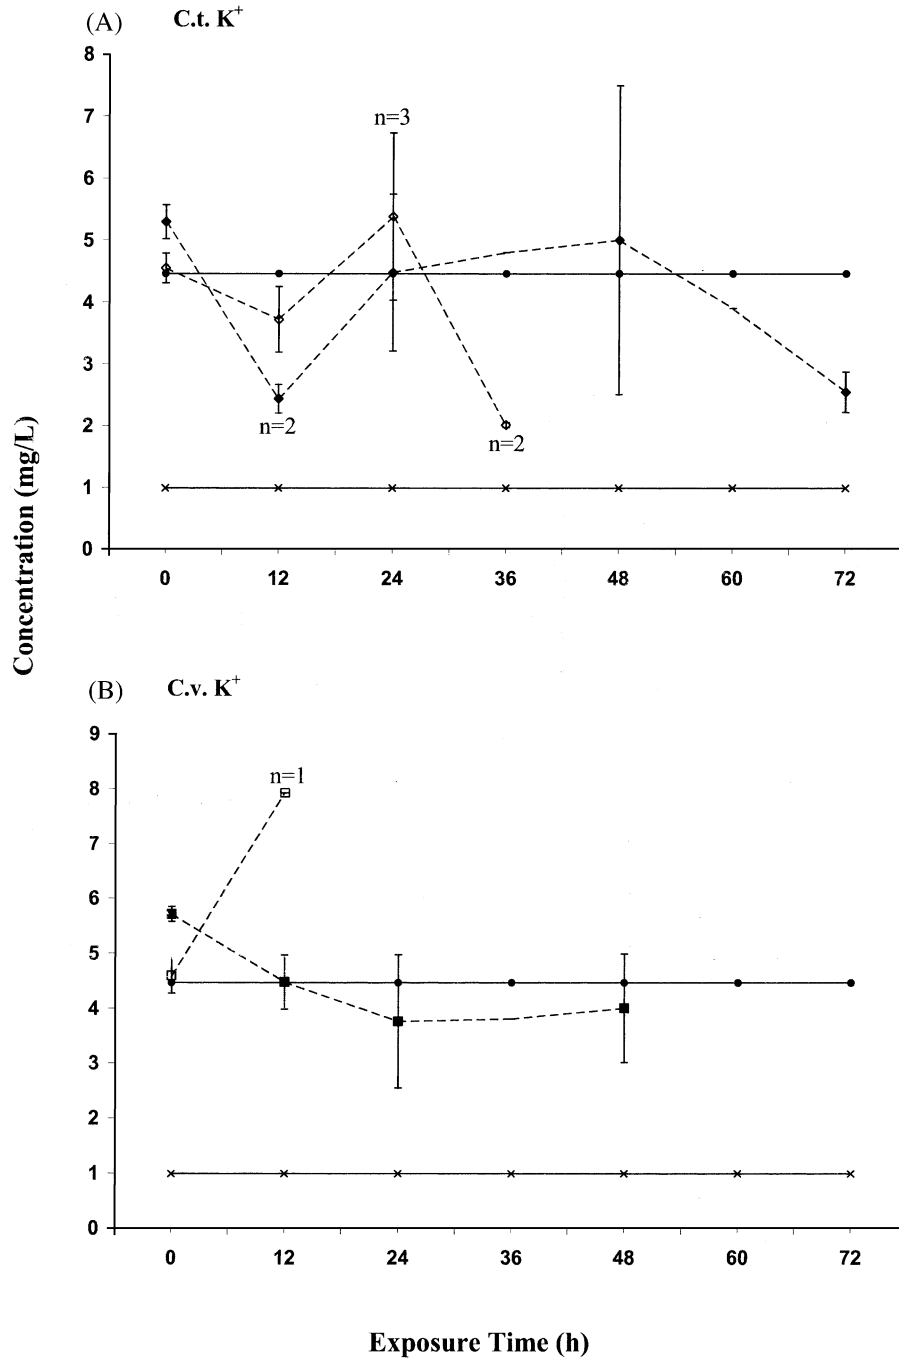 (A) C.t. K+
8
7
n=3
6
5
4
3
n=2
2
n=2
1
0
0 12 24 36 48 60 72
Concentration (mg/L)
(B) C.v. K+
9
n=1
8
7
6
5
4
3
2
1
0
0 12 24 36 48 60 72
Exposure Time (h)